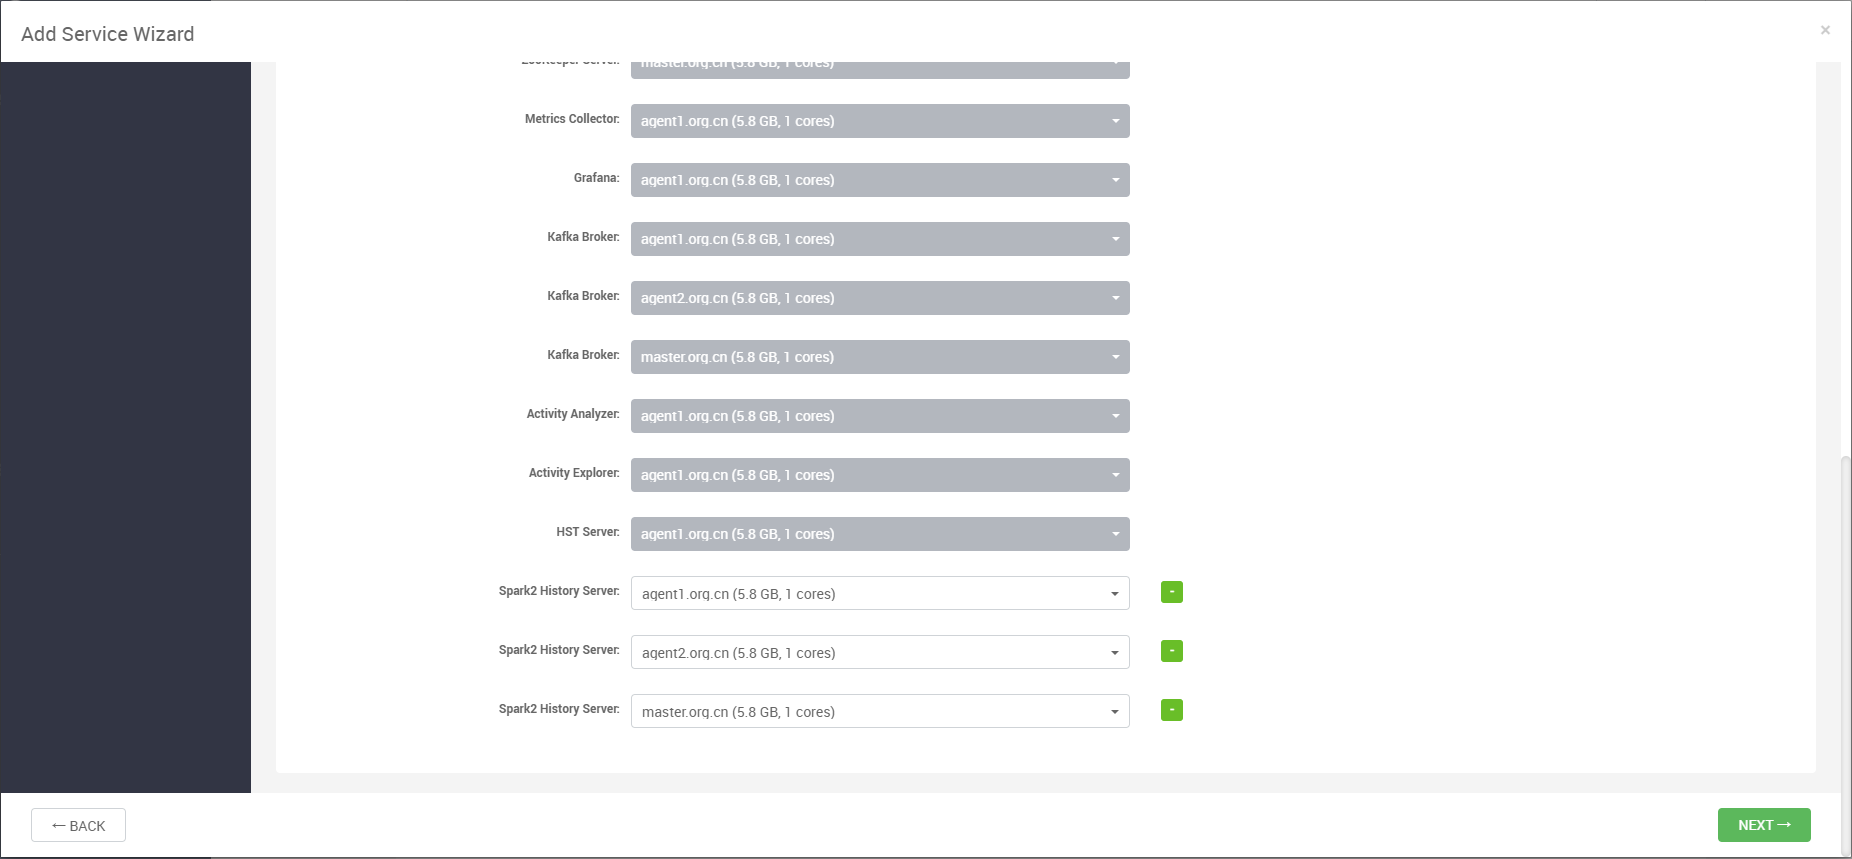 Add Service Wizard
×
ZooKeeper Server: master.org.cn (5.8 GB, 1 cores)
Metrics Collector: agent1.org.cn (5.8 GB, 1 cores)
Grafana: agent1.org.cn (5.8 GB, 1 cores)
Kafka Broker: agent1.org.cn (5.8 GB, 1 cores)
Kafka Broker: agent2.org.cn (5.8 GB, 1 cores)
Kafka Broker: master.org.cn (5.8 GB, 1 cores)
Activity Analyzer: agent1.org.cn (5.8 GB, 1 cores)
Activity Explorer: agent1.org.cn (5.8 GB, 1 cores)
HST Server: agent1.org.cn (5.8 GB, 1 cores)
Spark2 History Server: agent1.org.cn (5.8 GB, 1 cores) -
Spark2 History Server: agent2.org.cn (5.8 GB, 1 cores) -
Spark2 History Server: master.org.cn (5.8 GB, 1 cores) -
← BACK
NEXT →